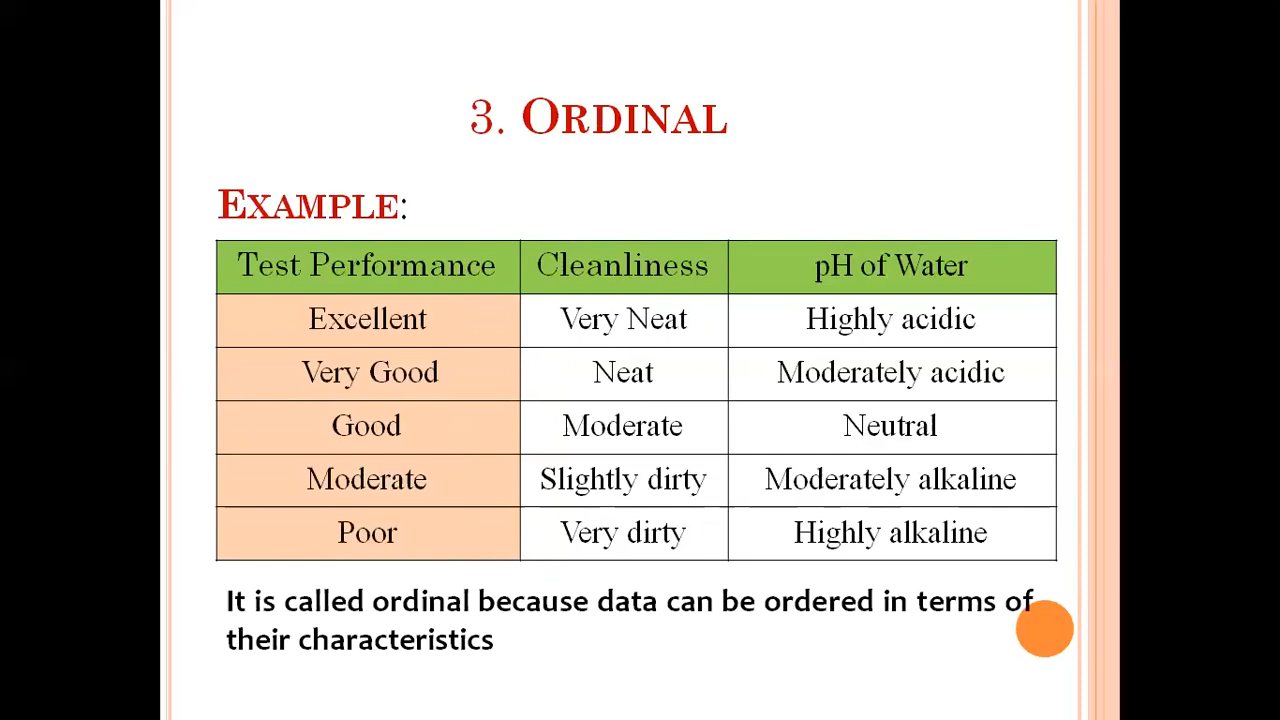 3. ORDINAL
EXAMPLE:
Test Performance Cleanliness pH of Water
Excellent Very Neat Highly acidic
Very Good Neat Moderately acidic
Good Moderate Neutral
Moderate Slightly dirty Moderately alkaline
Poor Very dirty Highly alkaline
It is called ordinal because data can be ordered in terms of
their characteristics